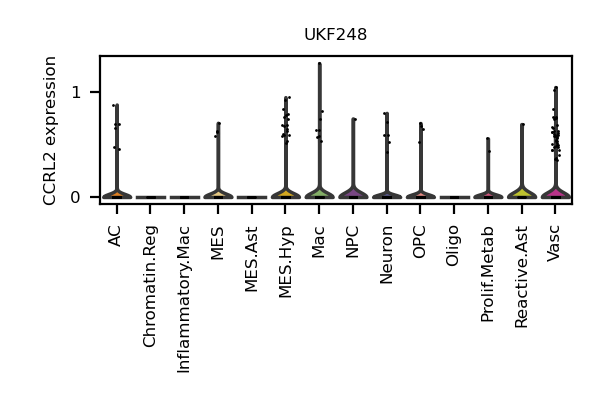 UKF248
CCRL2 expression
1
0
AC
Chromatin.Reg
Inflammatory.Mac
MES
MES.Ast
MES.Hyp
Mac
NPC
Neuron
OPC
Oligo
Prolif.Metab
Reactive.Ast
Vasc